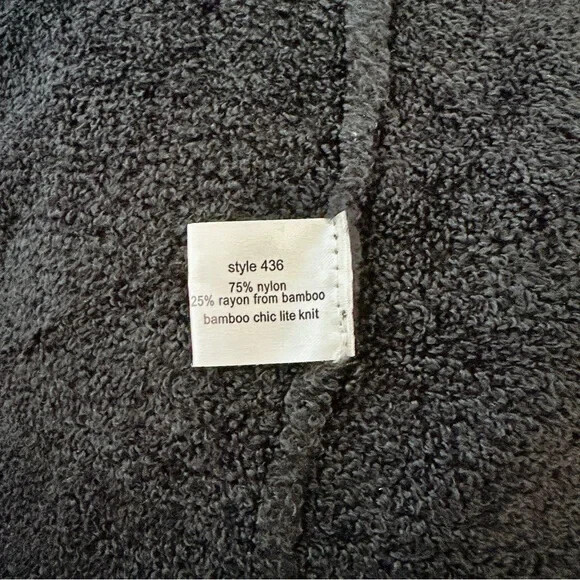 style 436
75% nylon
25% rayon from bamboo
bamboo chic lite knit